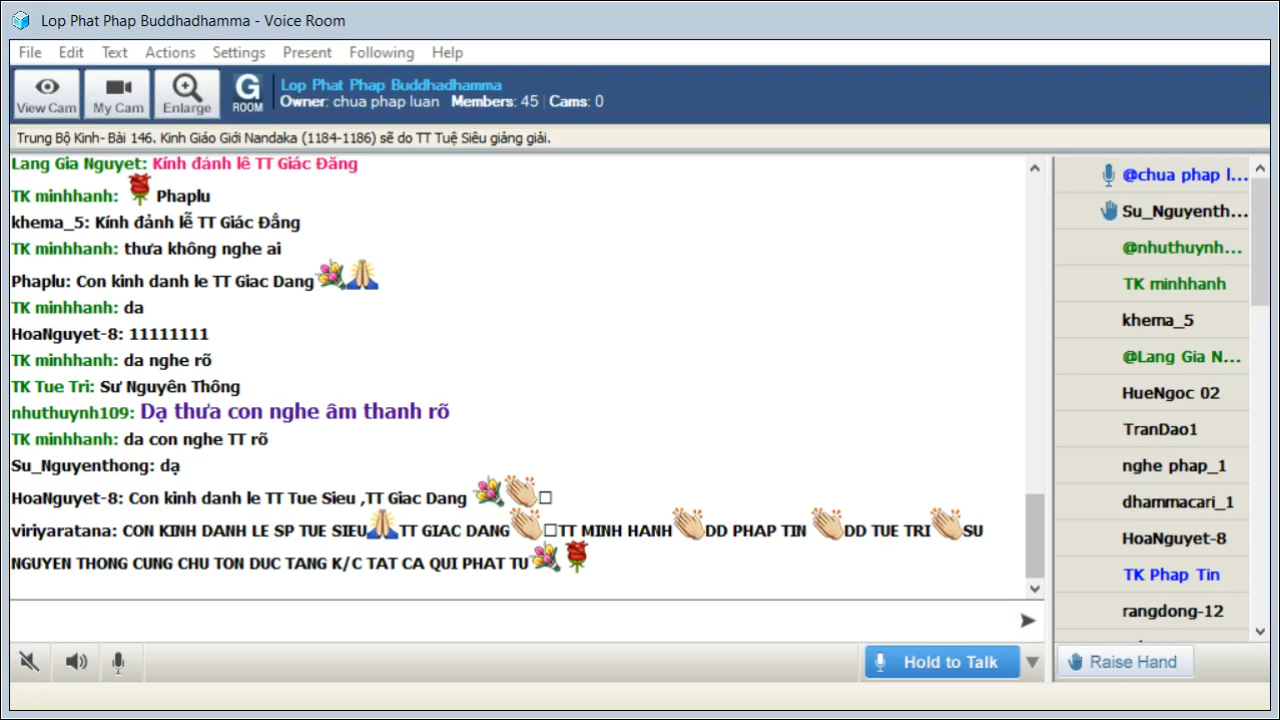 Lop Phat Phap Buddhadhamma - Voice Room
File Edit Text Actions Settings Present Following Help
View Cam My Cam Enlarge G ROOM
Lop Phat Phap Buddhadhamma
Owner: chua phap luan Members: 45 | Cams: 0
Trung Bộ Kinh- Bài 146. Kinh Giáo Giới Nandaka (1184-1186) sẽ do TT Tuệ Siêu giảng giải.
Lang Gia Nguyet: Kính đảnh lê TT Giác Đăng
TK minhhanh: Phaplu
khema_5: Kính đảnh lễ TT Giác Đẳng
TK minhhanh: thưa không nghe ai
Phaplu: Con kinh danh le TT Giac Dang
TK minhhanh: da
HoaNguyet-8: 11111111
TK minhhanh: da nghe rõ
TK Tue Tri: Sư Nguyên Thông
nhuthuynh109: Dạ thưa con nghe âm thanh rõ
TK minhhanh: da con nghe TT rõ
Su_Nguyenthong: dạ
HoaNguyet-8: Con kinh danh le TT Tue Sieu ,TT Giac Dang
viriyaratana: CON KINH DANH LE SP TUE SIEU TT GIAC DANG TT MINH HANH DD PHAP TIN DD TUE TRI SU
NGUYEN THONG CUNG CHU TON DUC TANG K/C TAT CA QUI PHAT TU
@chua phap l...
Su_Nguyenth...
@nhuthuynh...
TK minhhanh
khema_5
@Lang Gia N...
HueNgoc 02
TranDao1
nghe phap_1
dhammacari_1
HoaNguyet-8
TK Phap Tin
rangdong-12
Hold to Talk
Raise Hand